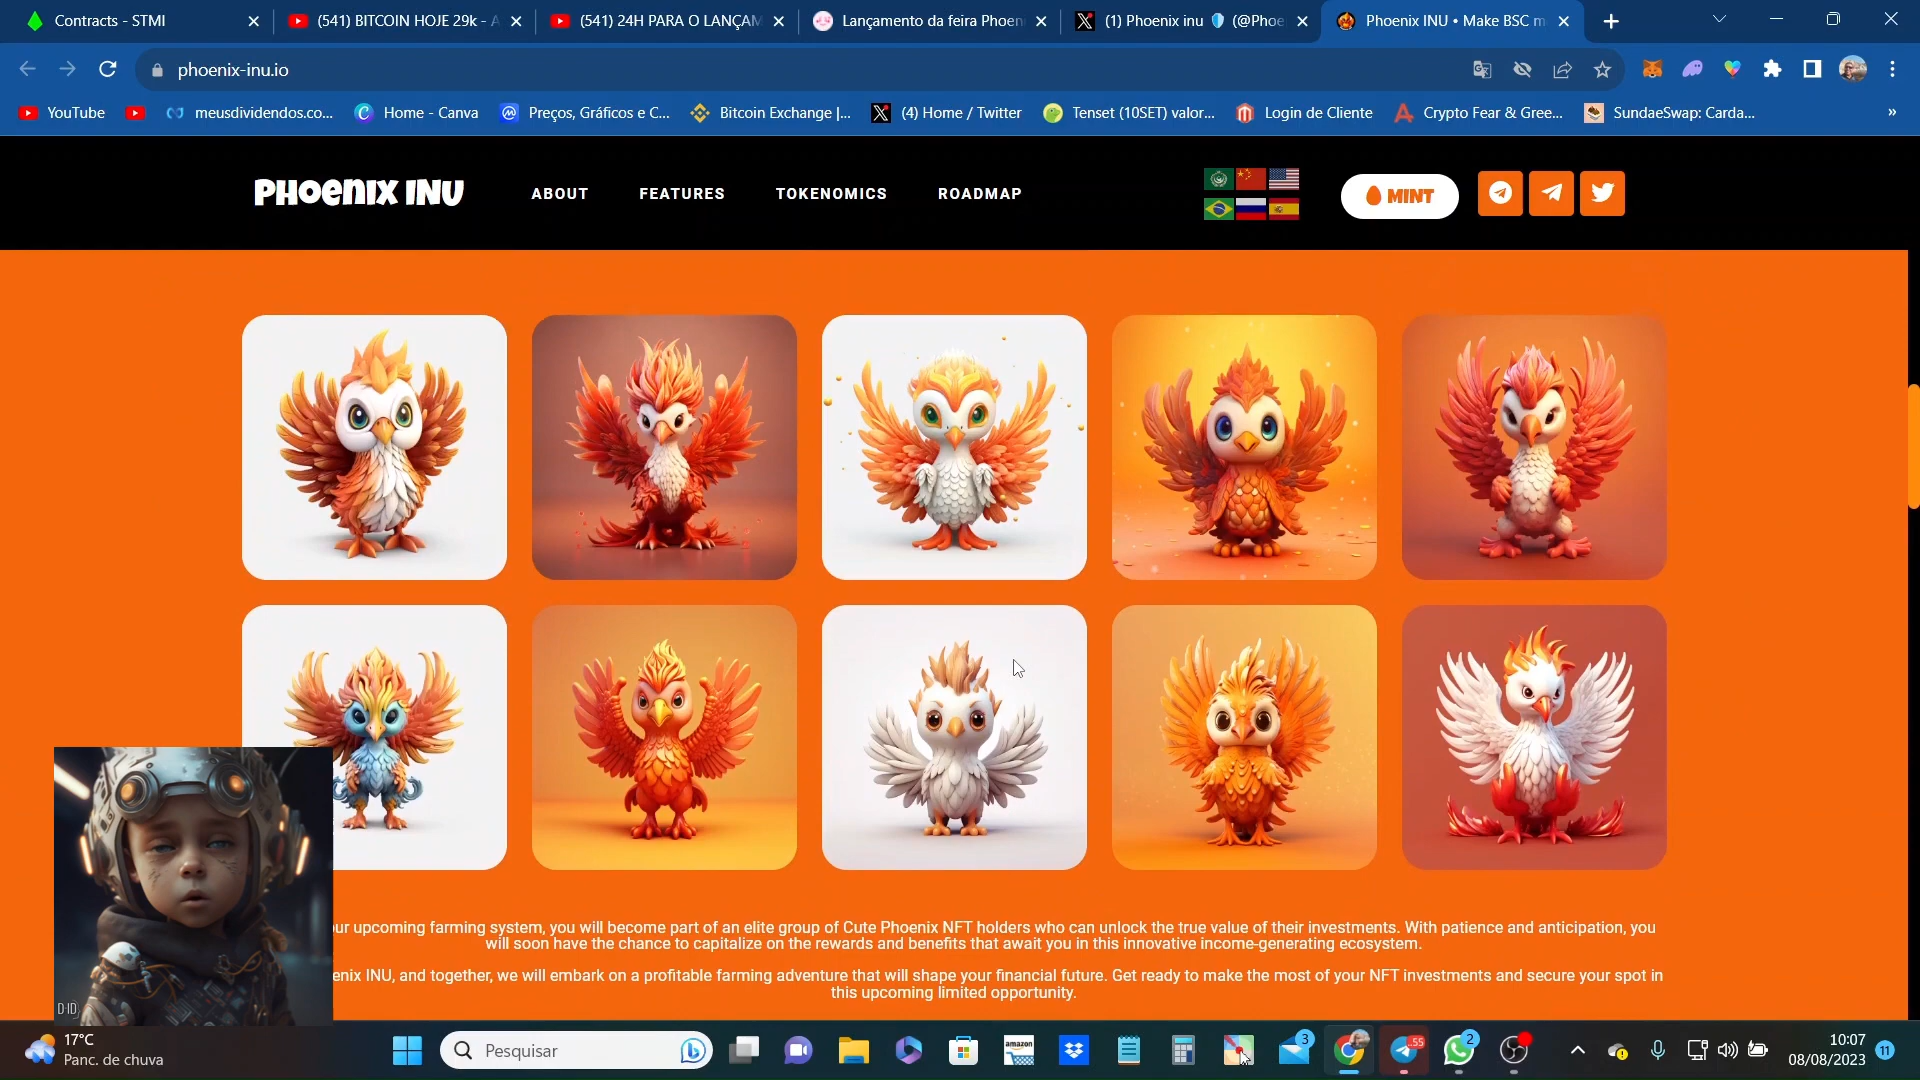 Contracts - STMI
(541) BITCOIN HOJE 29k - A
(541) 24H PARA O LANÇAM
Lançamento da feira Phoen
(1) Phoenix inu (@Phoe
Phoenix INU • Make BSC m
phoenix-inu.io
YouTube
meusdividendos.co...
Home - Canva
Preços, Gráficos e C...
Bitcoin Exchange |...
(4) Home / Twitter
Tenset (10SET) valor...
Login de Cliente
Crypto Fear & Gree...
SundaeSwap: Carda...
»
PHOENIX INU
ABOUT
FEATURES
TOKENOMICS
ROADMAP
MINT
ur upcoming farming system, you will become part of an elite group of Cute Phoenix NFT holders who can unlock the true value of their investments. With patience and anticipation, you
will soon have the chance to capitalize on the rewards and benefits that await you in this innovative income-generating ecosystem.
enix INU, and together, we will embark on a profitable farming adventure that will shape your financial future. Get ready to make the most of your NFT investments and secure your spot in
this upcoming limited opportunity.
D-ID
17°C
Panc. de chuva
Pesquisar
amazon
3
55
2
10:07
08/08/2023
11